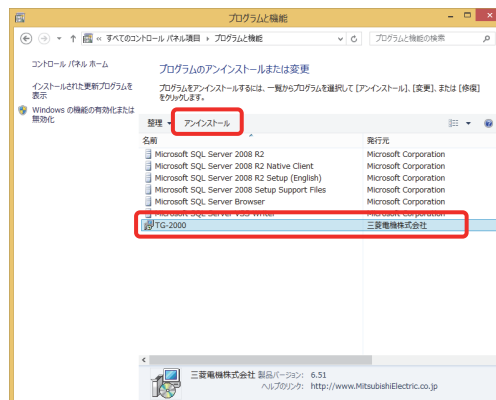 プログラムと機能
« すべてのコントロール パネル項目 › プログラムと機能
プログラムと機能の検索
コントロール パネル ホーム
インストールされた更新プログラムを
表示
Windows の機能の有効化または
無効化
プログラムのアンインストールまたは変更
プログラムをアンインストールするには、一覧からプログラムを選択して [アンインストール]、[変更]、または [修復]
をクリックします。
整理 アンインストール
名前 発行元
Microsoft SQL Server 2008 R2 Microsoft Corporation
Microsoft SQL Server 2008 R2 Native Client Microsoft Corporation
Microsoft SQL Server 2008 R2 Setup (English) Microsoft Corporation
Microsoft SQL Server 2008 Setup Support Files Microsoft Corporation
Microsoft SQL Server Browser Microsoft Corporation
Microsoft SQL Server VSS Writer Microsoft Corporation
TG-2000 三菱電機株式会社
三菱電機株式会社 製品バージョン: 6.51
ヘルプのリンク: http://www.MitsubishiElectric.co.jp